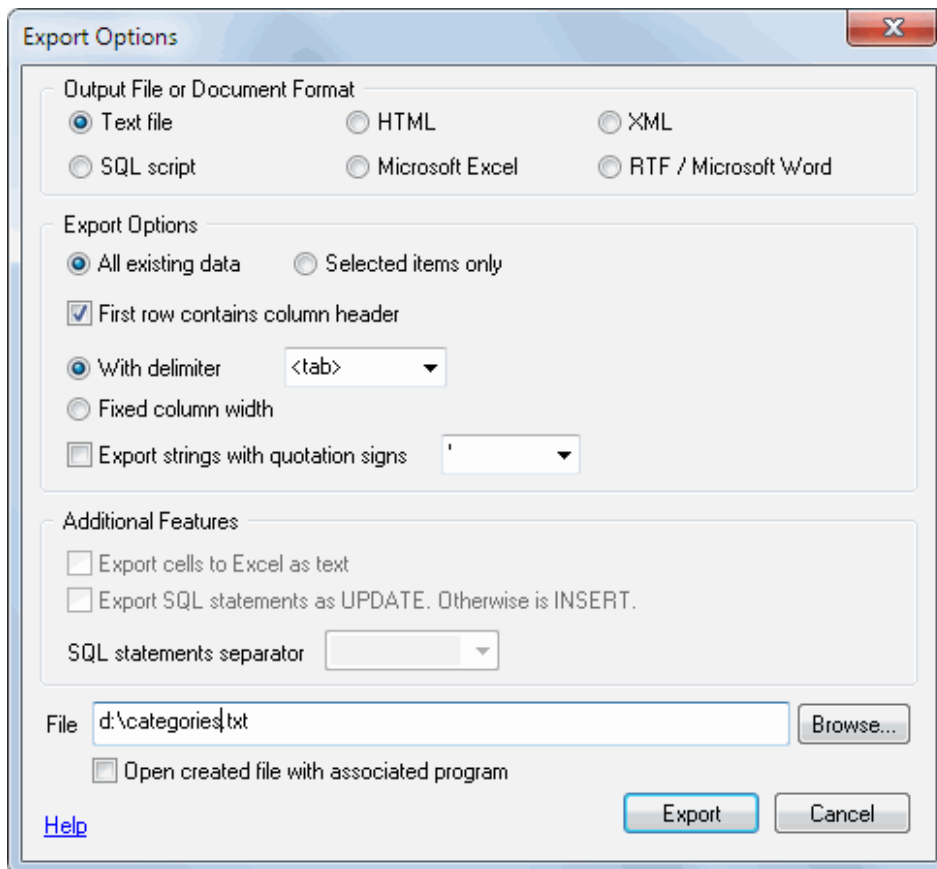 Export Options
Output File or Document Format
Text file HTML XML
SQL script Microsoft Excel RTF / Microsoft Word
Export Options
All existing data Selected items only
First row contains column header
With delimiter <tab>
Fixed column width
Export strings with quotation signs '
Additional Features
Export cells to Excel as text
Export SQL statements as UPDATE. Otherwise is INSERT.
SQL statements separator
File d:\categories.txt Browse...
Open created file with associated program
Help Export Cancel